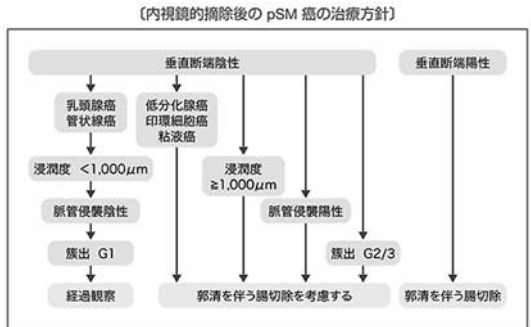 〔内視鏡的摘除後の pSM 癌の治療方針〕
垂直断端陰性
垂直断端陽性
乳頭腺癌
管状線癌
低分化腺癌
印環細胞癌
粘液癌
浸潤度 <1,000μm
浸潤度
≧1,000μm
脈管侵襲陰性
脈管侵襲陽性
簇出 G1
簇出 G2/3
経過観察
郭清を伴う腸切除を考慮する
郭清を伴う腸切除